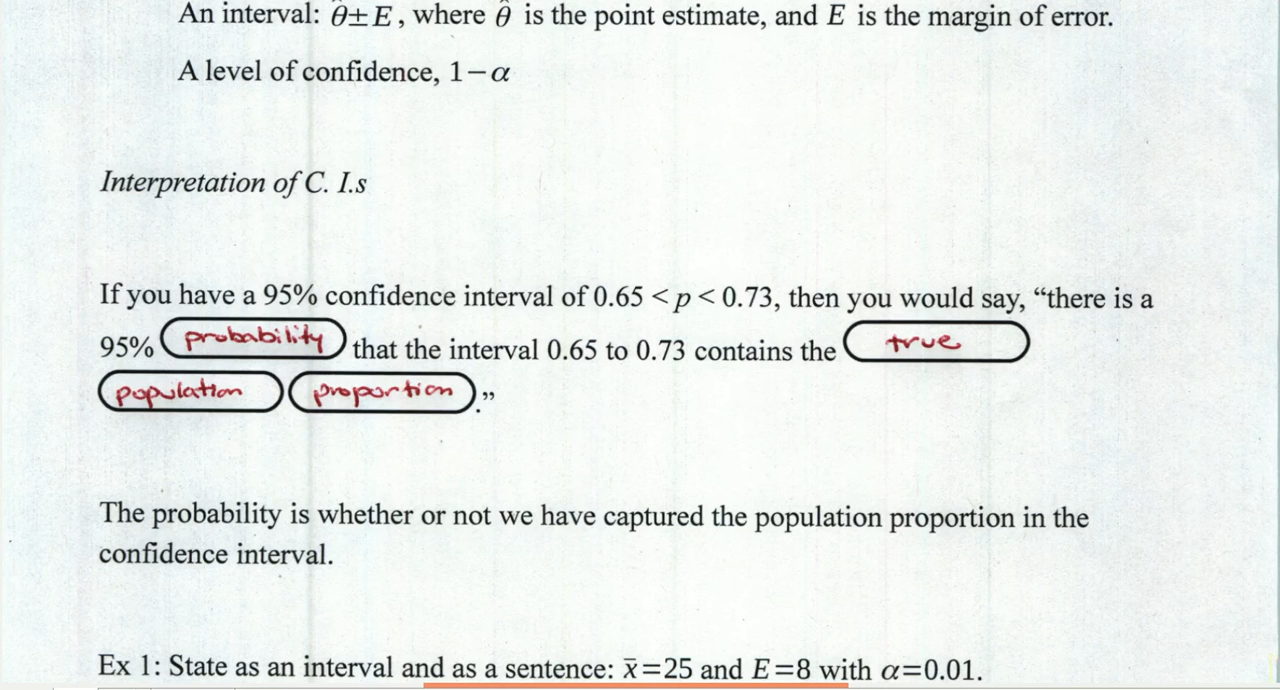 An interval: θ̂±E, where θ̂ is the point estimate, and E is the margin of error.
A level of confidence, 1−α
Interpretation of C. I.s
If you have a 95% confidence interval of 0.65 < p < 0.73, then you would say, “there is a
95% probability that the interval 0.65 to 0.73 contains the true
population proportion.”
The probability is whether or not we have captured the population proportion in the
confidence interval.
Ex 1: State as an interval and as a sentence: x̄=25 and E=8 with α=0.01.